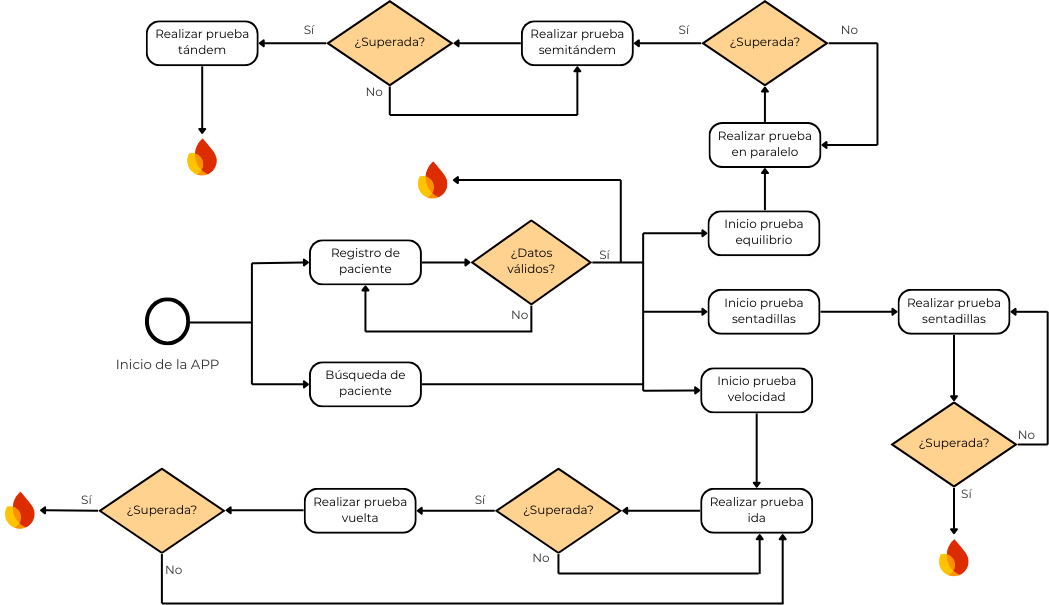 Realizar prueba
tándem
Sí
¿Superada?
No
Realizar prueba
semitándem
Sí
¿Superada?
No
Realizar prueba
en paralelo
Inicio prueba
equilibrio
Registro de
paciente
¿Datos
válidos?
Sí
No
Inicio de la APP
Búsqueda de
paciente
Inicio prueba
sentadillas
Realizar prueba
sentadillas
Inicio prueba
velocidad
¿Superada?
No
Sí
Realizar prueba
ida
¿Superada?
Sí
No
Realizar prueba
vuelta
¿Superada?
Sí
No